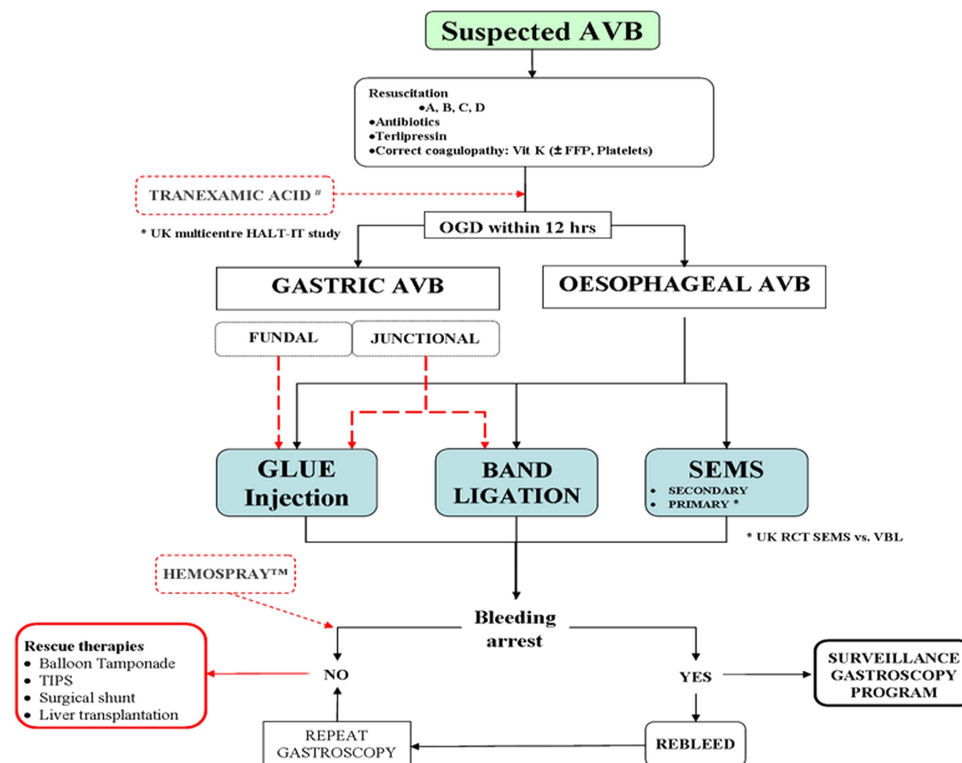 Suspected AVB
Resuscitation
•A, B, C, D
•Antibiotics
•Terlipressin
•Correct coagulopathy: Vit K (± FFP, Platelets)
TRANEXAMIC ACID #
* UK multicentre HALT-IT study
OGD within 12 hrs
GASTRIC AVB
OESOPHAGEAL AVB
FUNDAL
JUNCTIONAL
GLUE
Injection
BAND
LIGATION
SEMS
• SECONDARY
• PRIMARY *
* UK RCT SEMS vs. VBL
HEMOSPRAY™
Bleeding
arrest
Rescue therapies
• Balloon Tamponade
• TIPS
• Surgical shunt
• Liver transplantation
NO
YES
SURVEILLANCE
GASTROSCOPY
PROGRAM
REPEAT
GASTROSCOPY
REBLEED